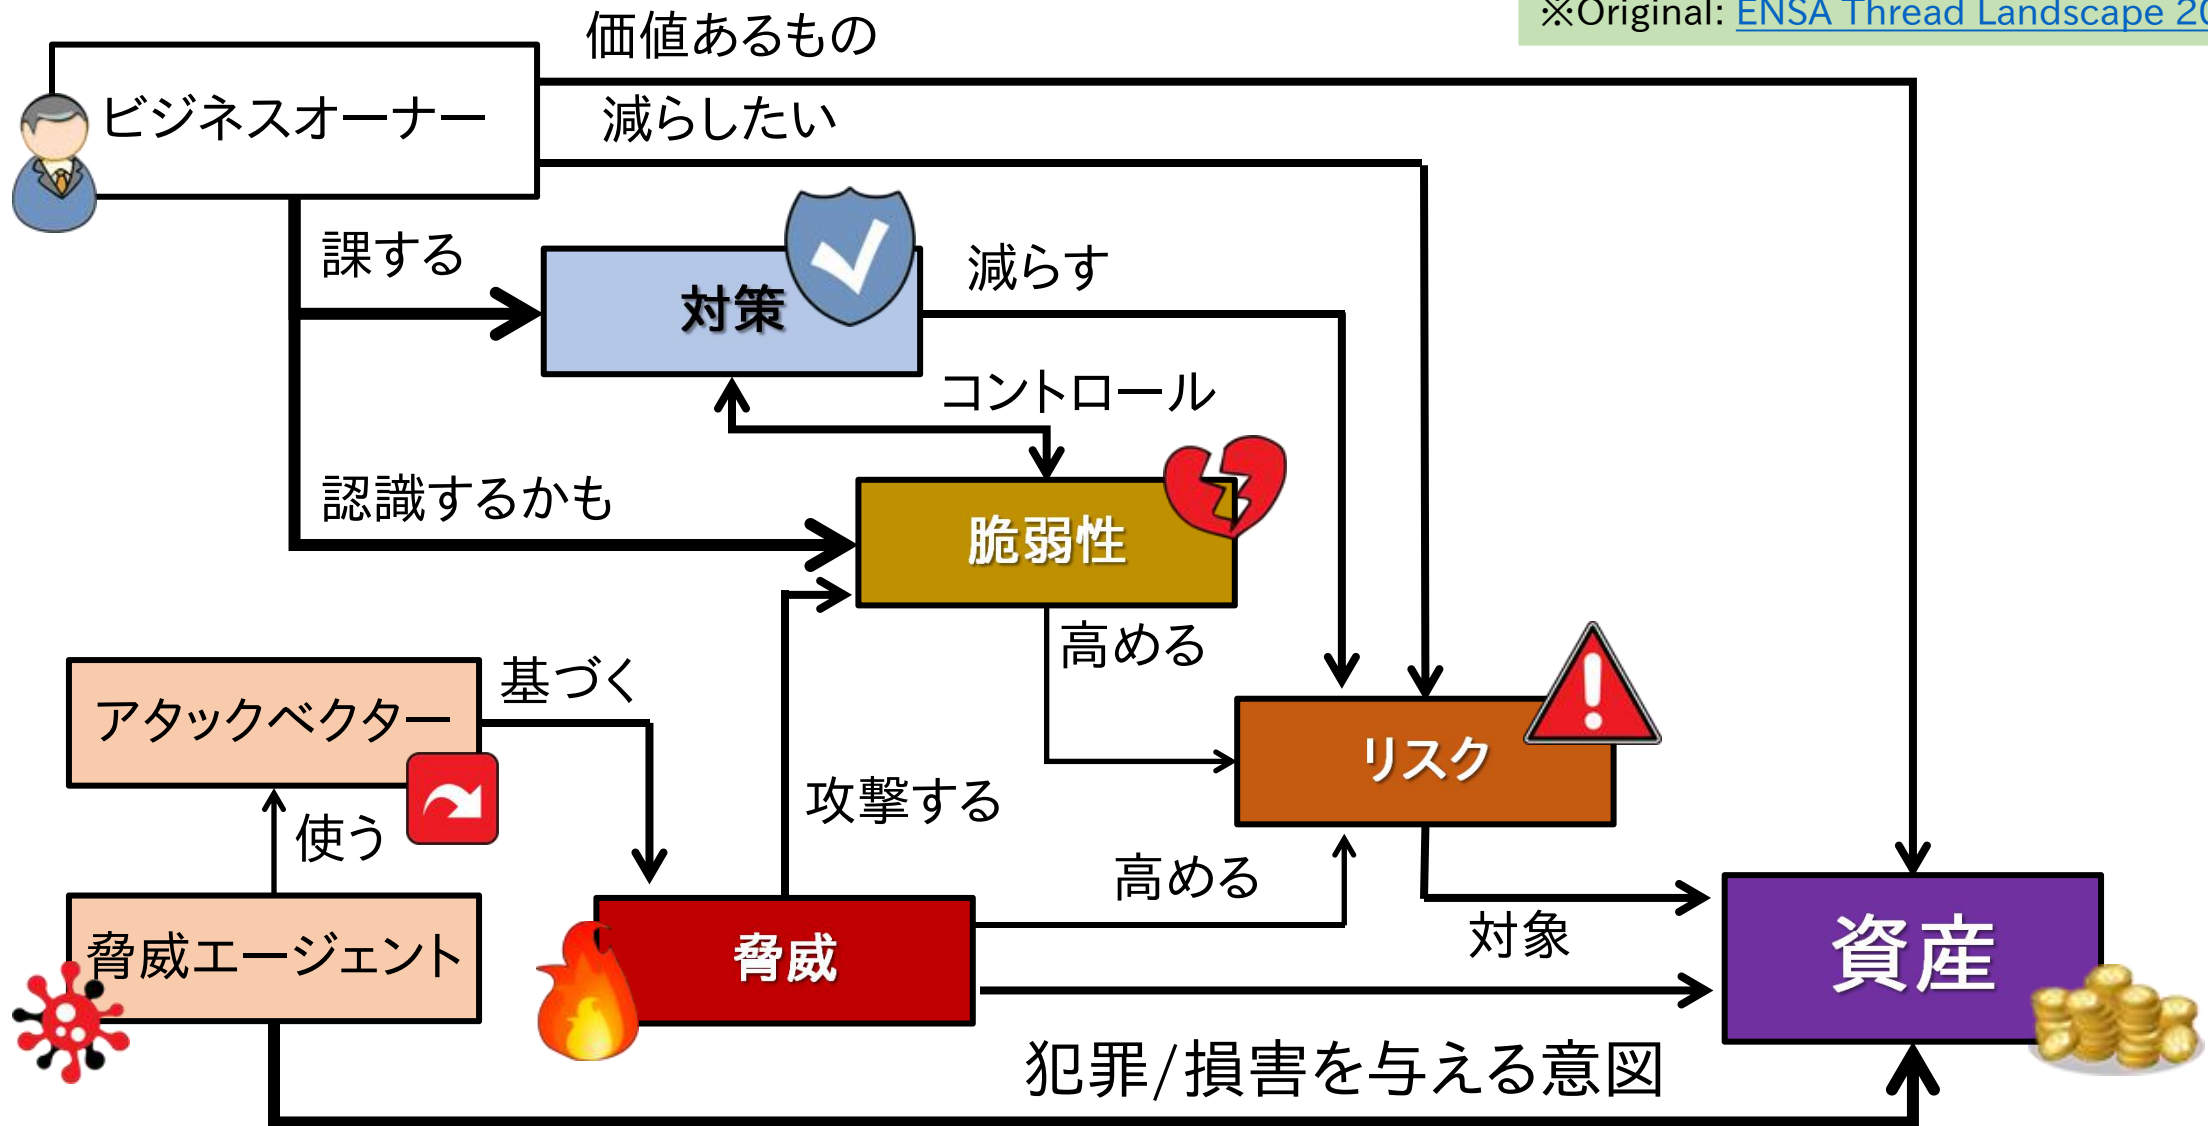 ※Original: ENSA Thread Landscape 20
価値あるもの
ビジネスオーナー
減らしたい
課する
対策
減らす
コントロール
認識するかも
脆弱性
高める
アタックベクター
基づく
リスク
攻撃する
使う
高める
脅威エージェント
脅威
対象
資産
犯罪/損害を与える意図